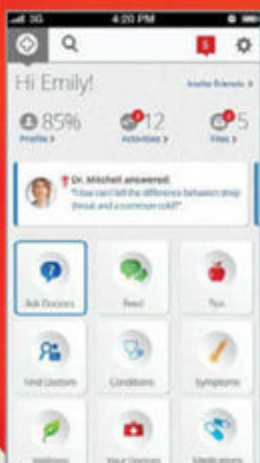 3G 4:20 PM
5
Hi Emily!
Invite friends >
85% 12 5
Profile > Activities > Files >
Dr. Mitchell answered:
"How can I tell the difference between strep
throat and a common cold?"
Ask Doctors Feed Tips
Find Doctors Conditions Symptoms
Wellness Your Doctors Medications